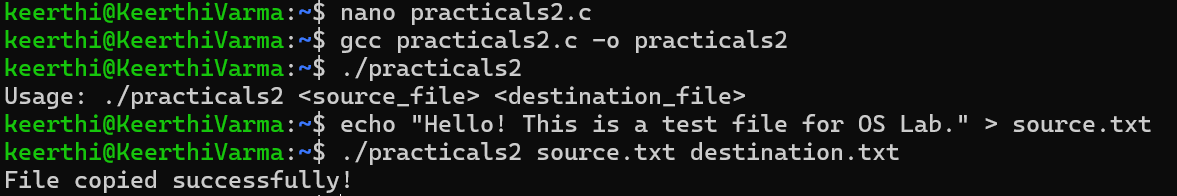 keerthi@KeerthiVarma:~$ nano practicals2.c
keerthi@KeerthiVarma:~$ gcc practicals2.c -o practicals2
keerthi@KeerthiVarma:~$ ./practicals2
Usage: ./practicals2 <source_file> <destination_file>
keerthi@KeerthiVarma:~$ echo "Hello! This is a test file for OS Lab." > source.txt
keerthi@KeerthiVarma:~$ ./practicals2 source.txt destination.txt
File copied successfully!